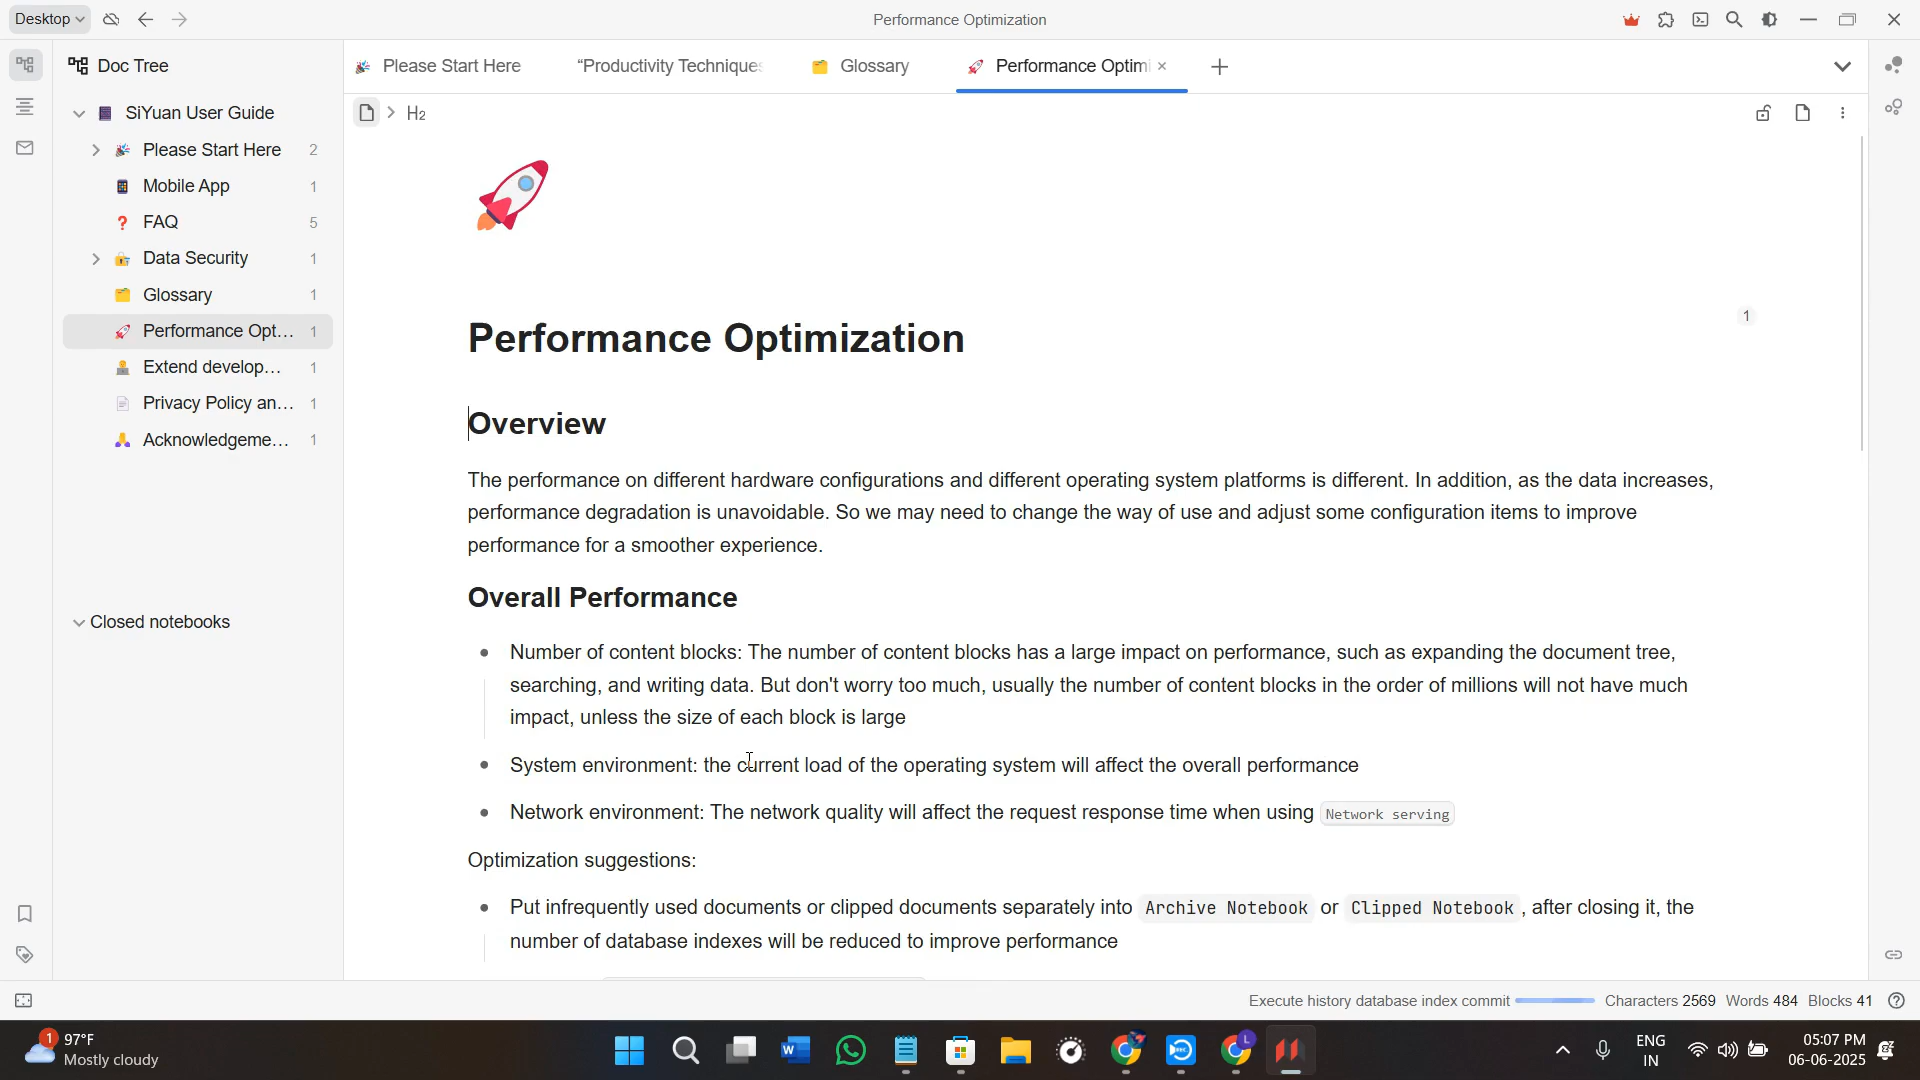 Desktop
Performance Optimization
Doc Tree
Please Start Here
“Productivity Techniques
Glossary
Performance Optimi
SiYuan User Guide
H2
Please Start Here 2
Mobile App 1
FAQ 5
Data Security 1
Glossary 1
Performance Opt... 1
Extend develop... 1
Privacy Policy an... 1
Acknowledgeme... 1
Closed notebooks
1
Performance Optimization
Overview
The performance on different hardware configurations and different operating system platforms is different. In addition, as the data increases,
performance degradation is unavoidable. So we may need to change the way of use and adjust some configuration items to improve
performance for a smoother experience.
Overall Performance
Number of content blocks: The number of content blocks has a large impact on performance, such as expanding the document tree,
searching, and writing data. But don't worry too much, usually the number of content blocks in the order of millions will not have much
impact, unless the size of each block is large
System environment: the current load of the operating system will affect the overall performance
Network environment: The network quality will affect the request response time when using Network serving
Optimization suggestions:
Put infrequently used documents or clipped documents separately into Archive Notebook or Clipped Notebook, after closing it, the
number of database indexes will be reduced to improve performance
Execute history database index commit
Characters 2569 Words 484 Blocks 41
1
97°F
Mostly cloudy
ENG
IN
05:07 PM
06-06-2025